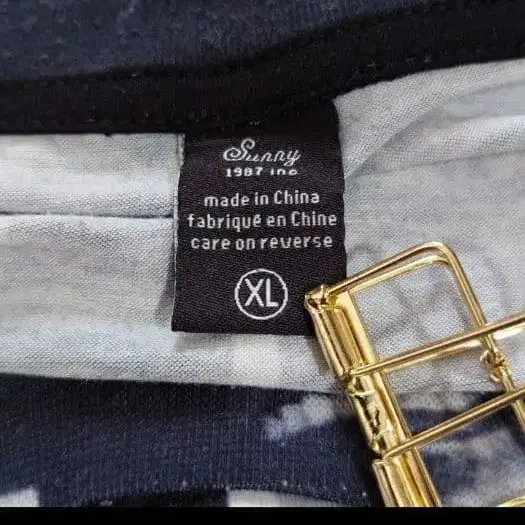 Sunny
1987 inc
made in China
fabriqué en Chine
care on reverse
XL